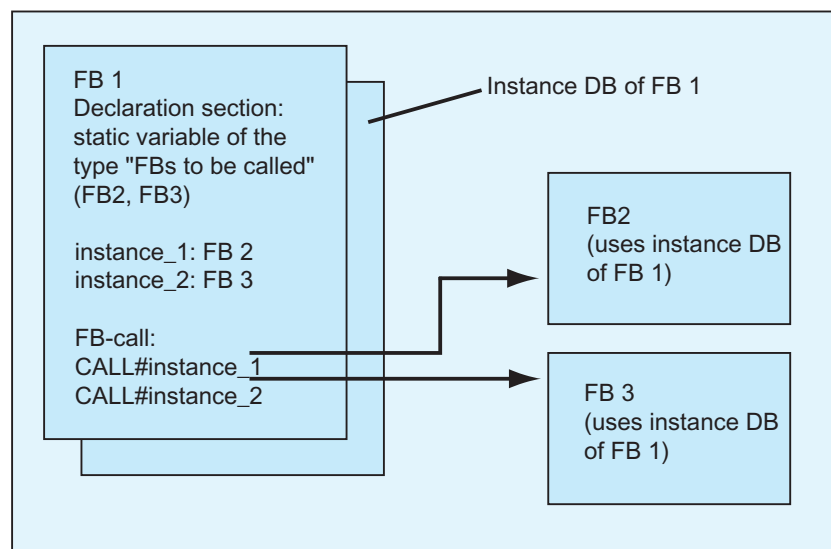 FB 1
Declaration section:
static variable of the
type "FBs to be called"
(FB2, FB3)
instance_1: FB 2
instance_2: FB 3
FB-call:
CALL#instance_1
CALL#instance_2
Instance DB of FB 1
FB2
(uses instance DB
of FB 1)
FB 3
(uses instance DB
of FB 1)